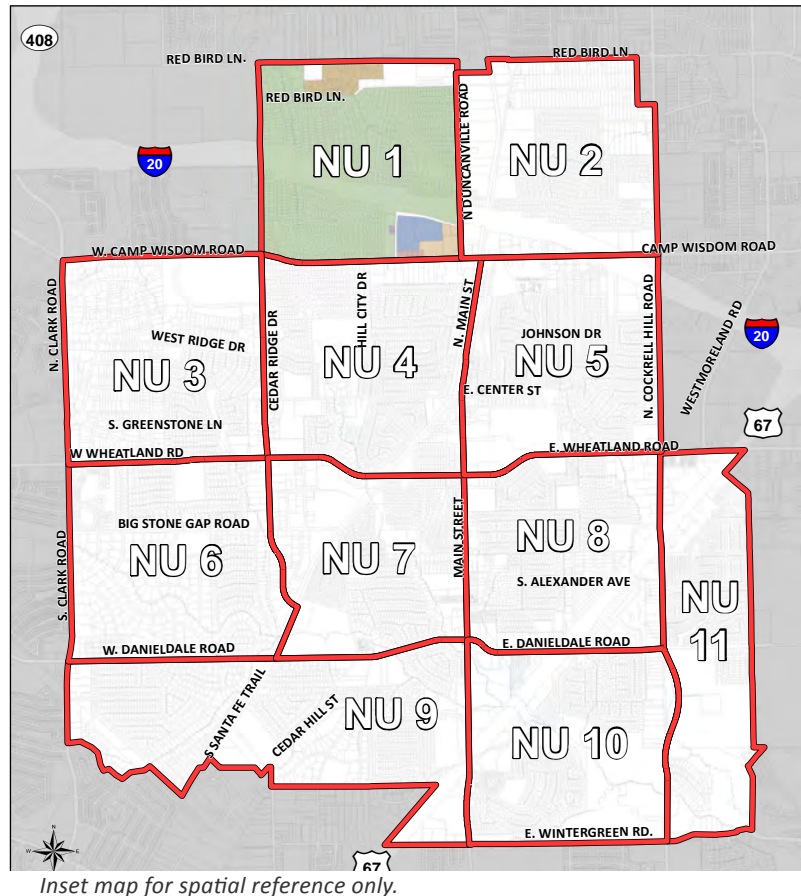 408
RED BIRD LN.
RED BIRD LN
RED BIRD LN.
N DUNCANVILLE ROAD
NU 1
NU 2
20
W. CAMP WISDOM ROAD
CAMP WISDOM ROAD
N. CLARK ROAD
CEDAR RIDGE DR
HILL CITY DR
N. MAIN ST
N. COCKRELL HILL ROAD
WESTMORELAND RD
20
WEST RIDGE DR
JOHNSON DR
NU 3
NU 4
NU 5
E. CENTER ST
S. GREENSTONE LN
67
W WHEATLAND RD
E. WHEATLAND ROAD
S. CLARK ROAD
BIG STONE GAP ROAD
MAIN STREET
NU 6
NU 7
NU 8
S. ALEXANDER AVE
NU
11
W. DANIELDALE ROAD
E. DANIELDALE ROAD
S SANTA FE TRAIL
CEDAR HILL ST
NU 9
NU 10
N
W
E
S
E. WINTERGREEN RD.
67
Inset map for spatial reference only.